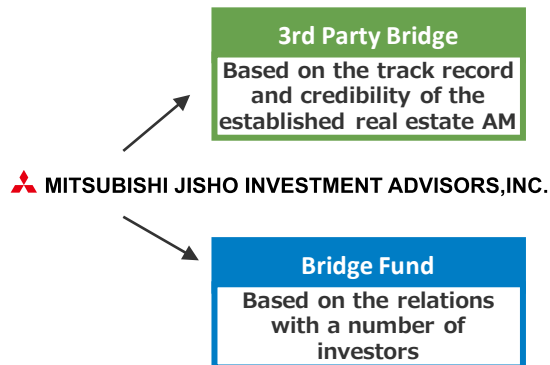 3rd Party Bridge
Based on the track record
and credibility of the
established real estate AM
MITSUBISHI JISHO INVESTMENT ADVISORS,INC.
Bridge Fund
Based on the relations
with a number of
investors